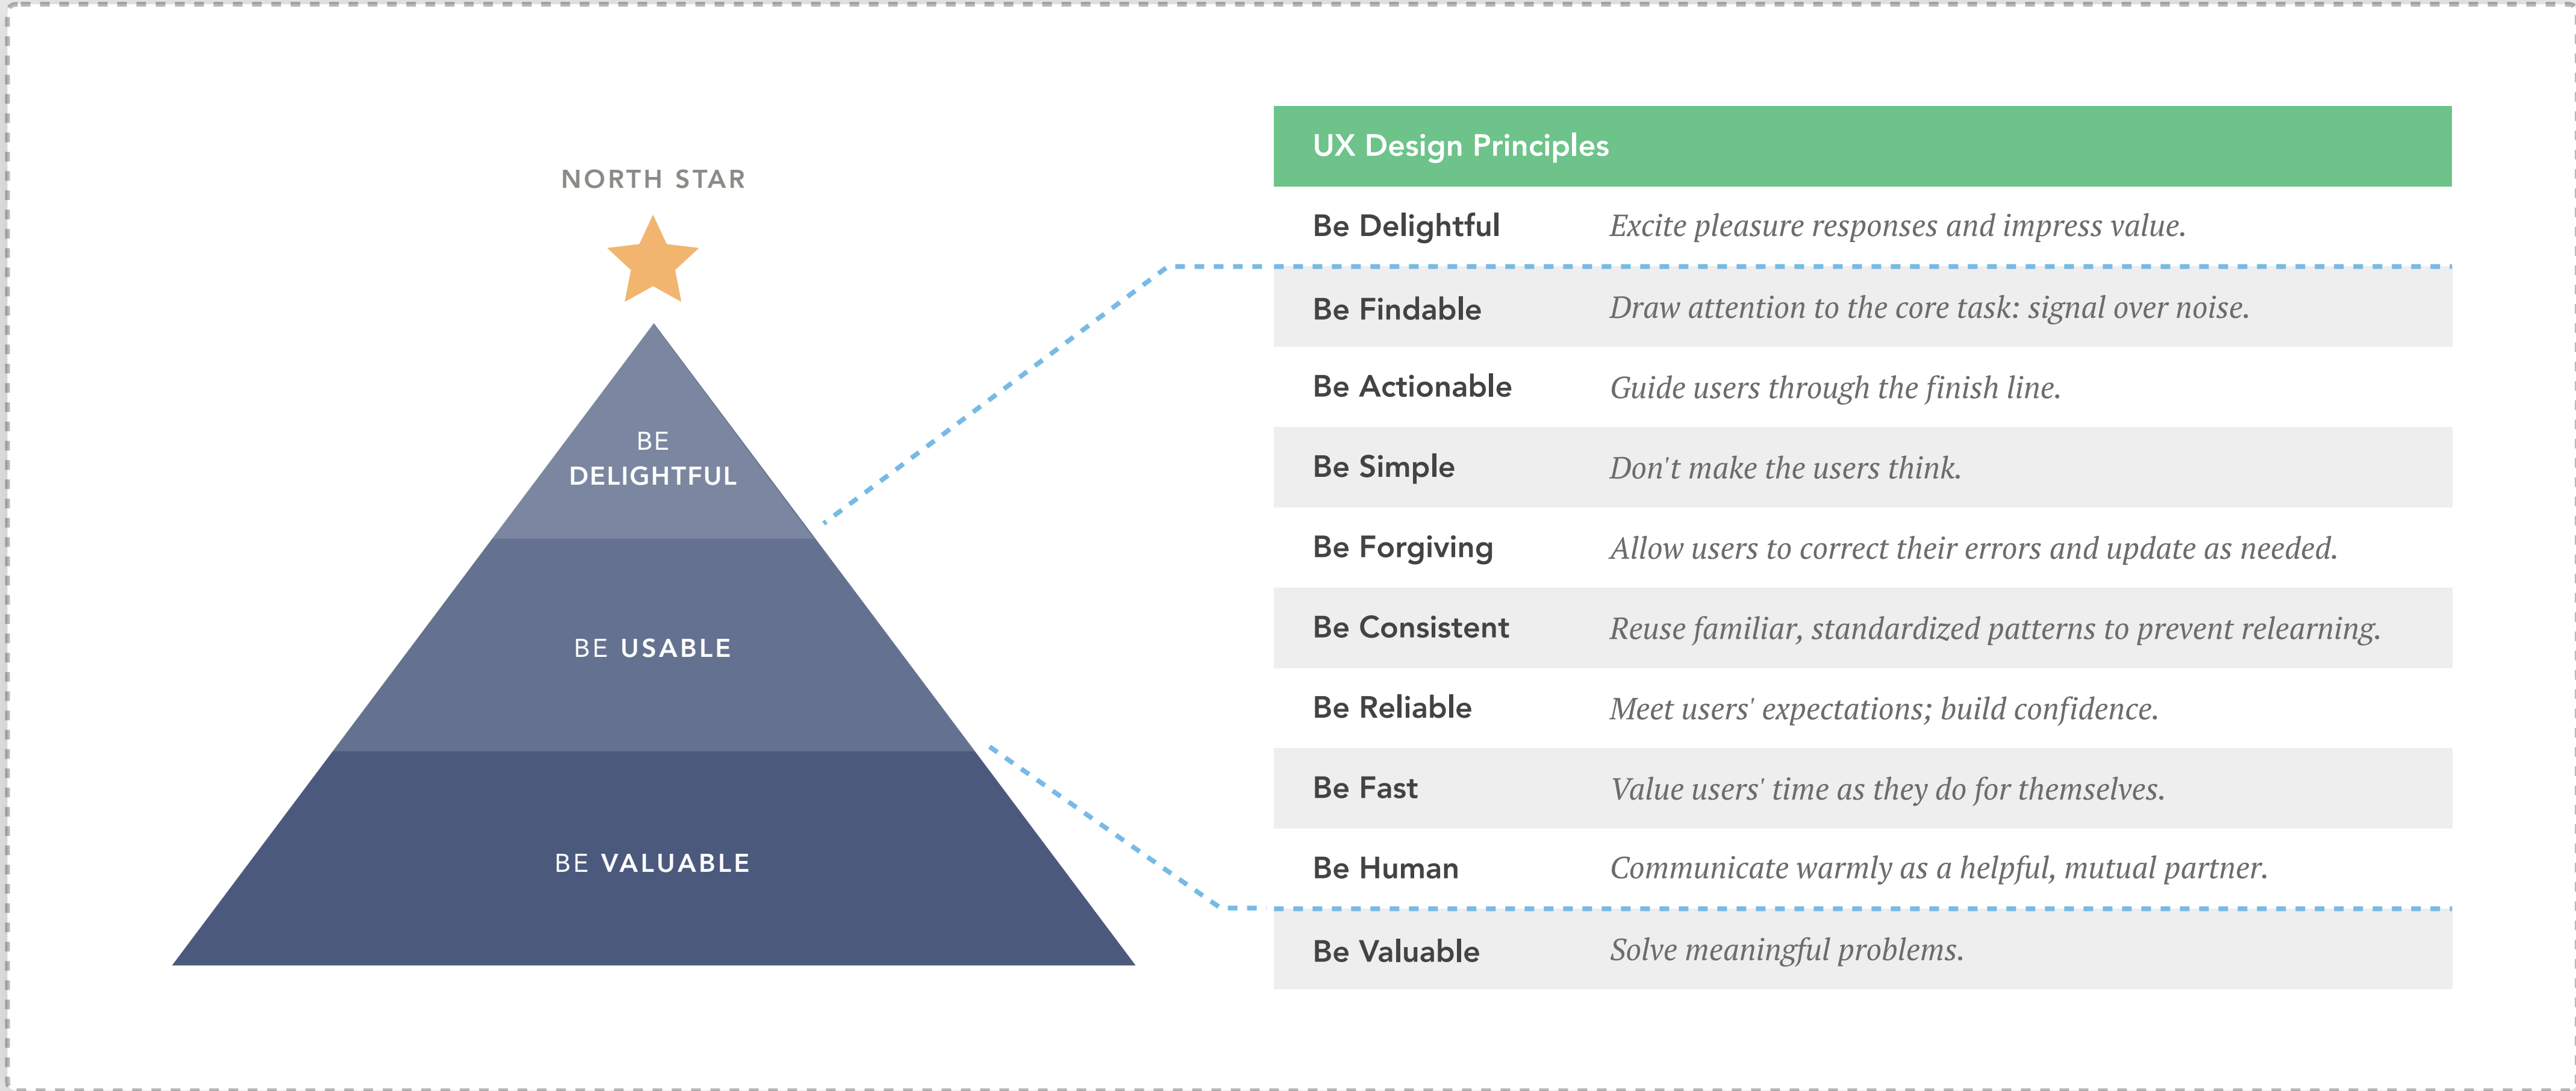 NORTH STAR
BE
DELIGHTFUL
BE USABLE
BE VALUABLE
UX Design Principles
Be Delightful Excite pleasure responses and impress value.
Be Findable Draw attention to the core task: signal over noise.
Be Actionable Guide users through the finish line.
Be Simple Don't make the users think.
Be Forgiving Allow users to correct their errors and update as needed.
Be Consistent Reuse familiar, standardized patterns to prevent relearning.
Be Reliable Meet users' expectations; build confidence.
Be Fast Value users' time as they do for themselves.
Be Human Communicate warmly as a helpful, mutual partner.
Be Valuable Solve meaningful problems.